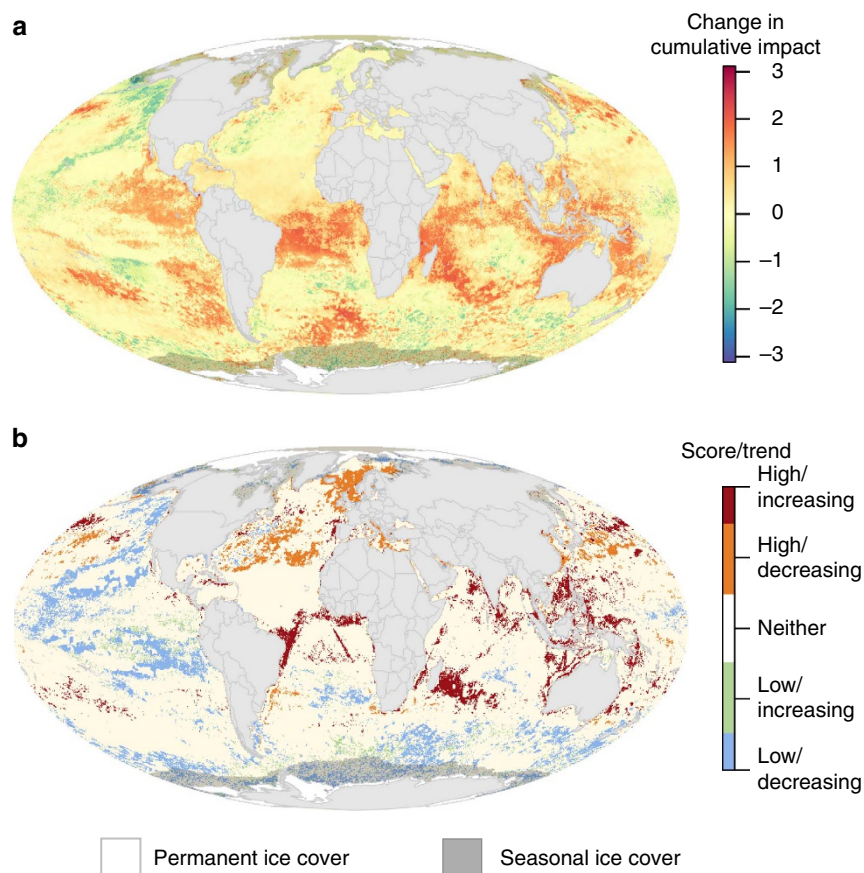 a
Change in
cumulative impact
3
2
1
0
−1
−2
−3
b
Score/trend
High/
increasing
High/
decreasing
Neither
Low/
increasing
Low/
decreasing
Permanent ice cover
Seasonal ice cover